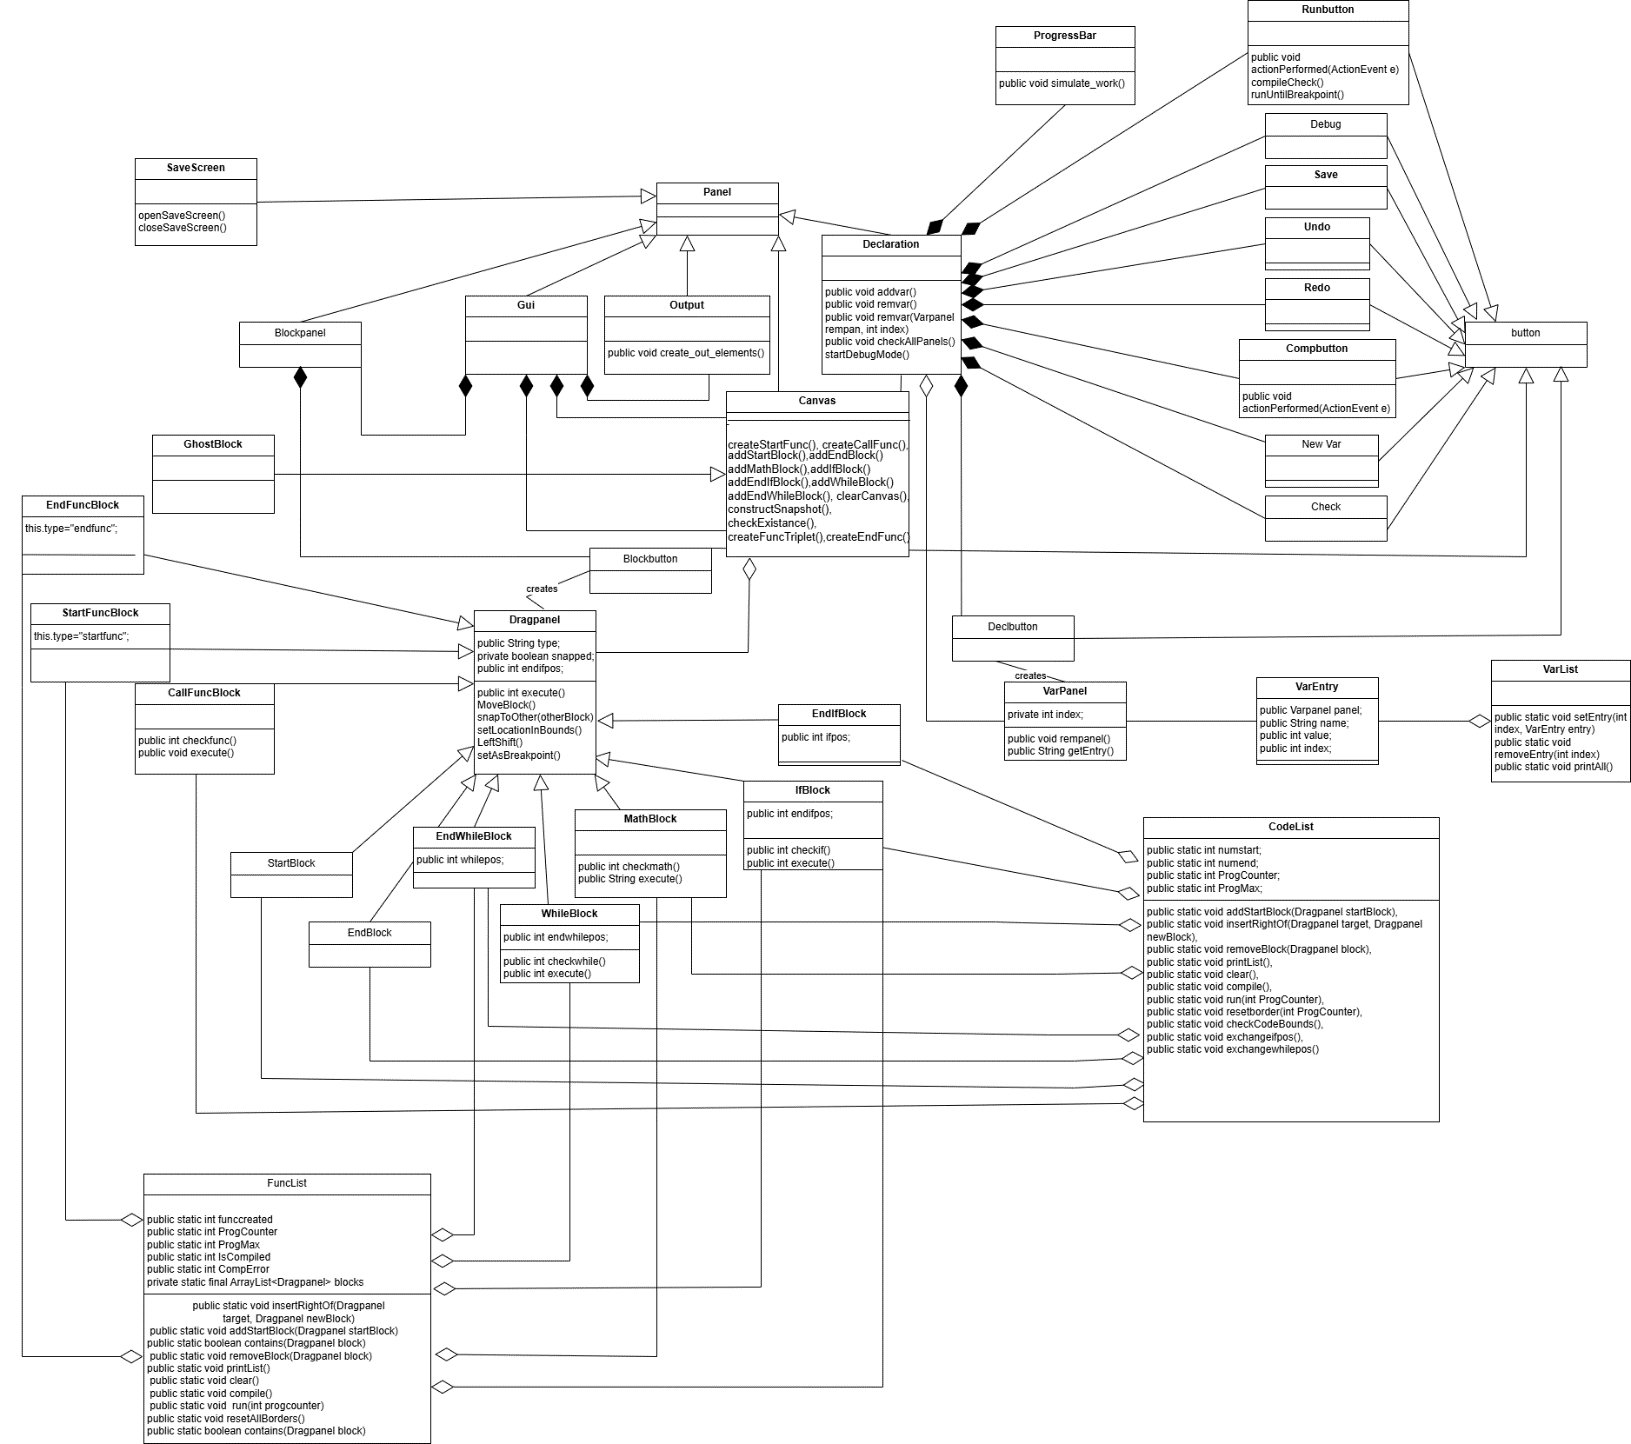 Runbutton
public void
actionPerformed(ActionEvent e)
compileCheck()
runUntilBreakpoint()
ProgressBar
public void simulate_work()
Debug
Save
Undo
Redo
Compbutton
public void
actionPerformed(ActionEvent e)
New Var
Check
button
SaveScreen
openSaveScreen()
closeSaveScreen()
Panel
Declaration
public void addvar()
public void remvar()
public void remvar(Varpanel
rempan, int index)
public void checkAllPanels()
startDebugMode()
Gui
Output
public void create_out_elements()
Blockpanel
Canvas
createStartFunc(), createCallFunc(),
addStartBlock(),addEndBlock()
addMathBlock(),addIfBlock()
addEndIfBlock(),addWhileBlock()
addEndWhileBlock(), clearCanvas(),
constructSnapshot(),
checkExistance(),
createFuncTriplet(),createEndFunc()
GhostBlock
EndFuncBlock
this.type="endfunc";
Blockbutton
creates
StartFuncBlock
this.type="startfunc";
Dragpanel
public String type;
private boolean snapped;
public int endifpos;
public int execute()
MoveBlock()
snapToOther(otherBlock)
setLocationInBounds()
LeftShift()
setAsBreakpoint()
Declbutton
creates
VarPanel
private int index;
public void rempanel()
public String getEntry()
VarEntry
public Varpanel panel;
public String name;
public int value;
public int index;
VarList
public static void setEntry(int
index, VarEntry entry)
public static void
removeEntry(int index)
public static void printAll()
CallFuncBlock
public int checkfunc()
public void execute()
EndIfBlock
public int ifpos;
IfBlock
public int endifpos;
public int checkif()
public int execute()
MathBlock
public int checkmath()
public String execute()
EndWhileBlock
public int whilepos;
StartBlock
WhileBlock
public int endwhilepos;
public int checkwhile()
public int execute()
EndBlock
CodeList
public static int numstart;
public static int numend;
public static int ProgCounter;
public static int ProgMax;
public static void addStartBlock(Dragpanel startBlock),
public static void insertRightOf(Dragpanel target, Dragpanel
newBlock),
public static void removeBlock(Dragpanel block),
public static void printList(),
public static void clear(),
public static void compile(),
public static void run(int ProgCounter),
public static void resetborder(int ProgCounter),
public static void checkCodeBounds(),
public static void exchangeifpos(),
public static void exchangewhilepos()
FuncList
public static int funccreated
public static int ProgCounter
public static int ProgMax
public static int IsCompiled
public static int CompError
private static final ArrayList<Dragpanel> blocks
public static void insertRightOf(Dragpanel
target, Dragpanel newBlock)
public static void addStartBlock(Dragpanel startBlock)
public static boolean contains(Dragpanel block)
public static void removeBlock(Dragpanel block)
public static void printList()
public static void clear()
public static void compile()
public static void run(int progcounter)
public static void resetAllBorders()
public static boolean contains(Dragpanel block)